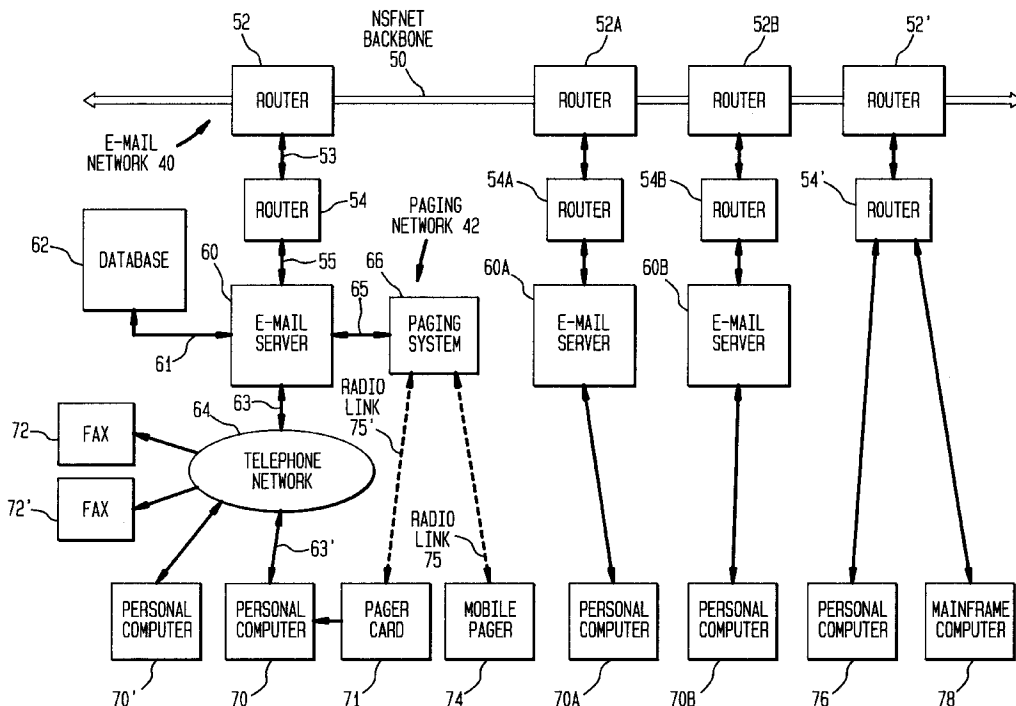 52
NSFNET
BACKBONE
50
52A
52B
52'
ROUTER
ROUTER
ROUTER
ROUTER
E-MAIL
NETWORK 40
53
54A
54B
54'
ROUTER
54
PAGING
NETWORK 42
ROUTER
ROUTER
ROUTER
62
DATABASE
60
55
66
60A
60B
65
E-MAIL
SERVER
PAGING
SYSTEM
E-MAIL
SERVER
E-MAIL
SERVER
61
63
RADIO
LINK
75'
64
72
FAX
TELEPHONE
NETWORK
72'
FAX
63'
RADIO
LINK
75
PERSONAL
COMPUTER
PERSONAL
COMPUTER
PAGER
CARD
MOBILE
PAGER
PERSONAL
COMPUTER
PERSONAL
COMPUTER
PERSONAL
COMPUTER
MAINFRAME
COMPUTER
70'
70
71
74
70A
70B
76
78